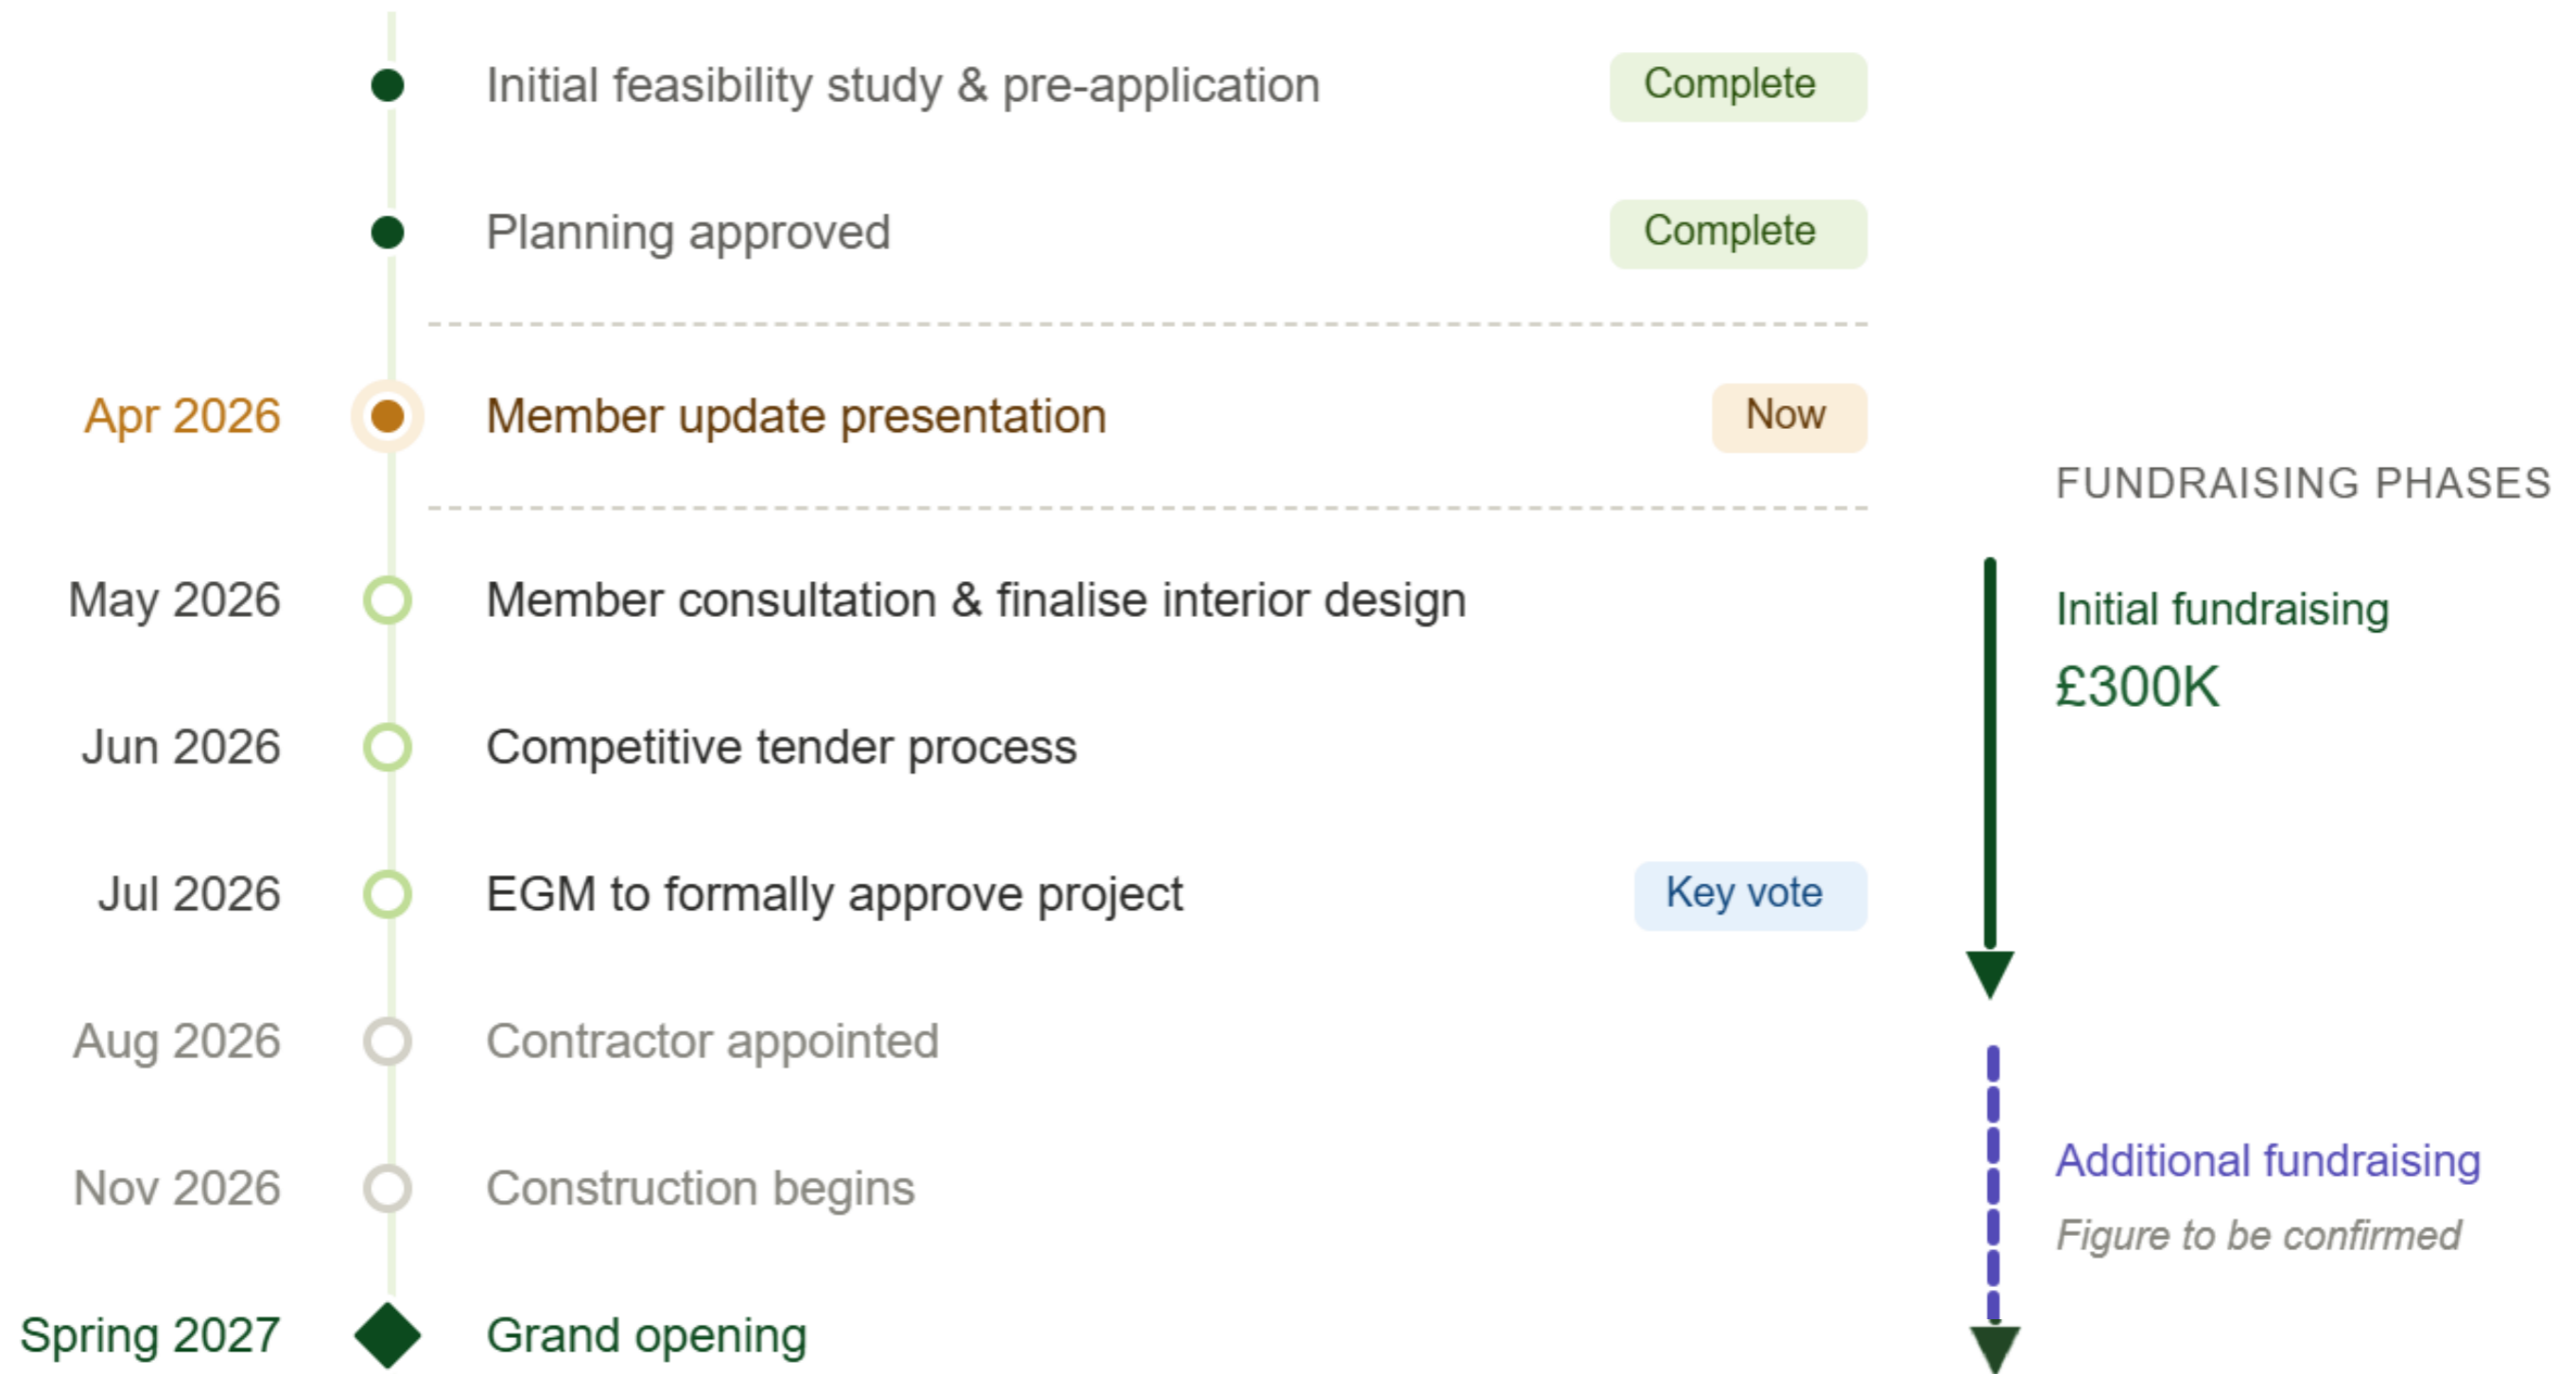 Initial feasibility study & pre-application
Complete
Planning approved
Complete
Apr 2026
Member update presentation
Now
FUNDRAISING PHASES
May 2026
Member consultation & finalise interior design
Initial fundraising
£300K
Jun 2026
Competitive tender process
Jul 2026
EGM to formally approve project
Key vote
Aug 2026
Contractor appointed
Nov 2026
Construction begins
Additional fundraising
Figure to be confirmed
Spring 2027
Grand opening